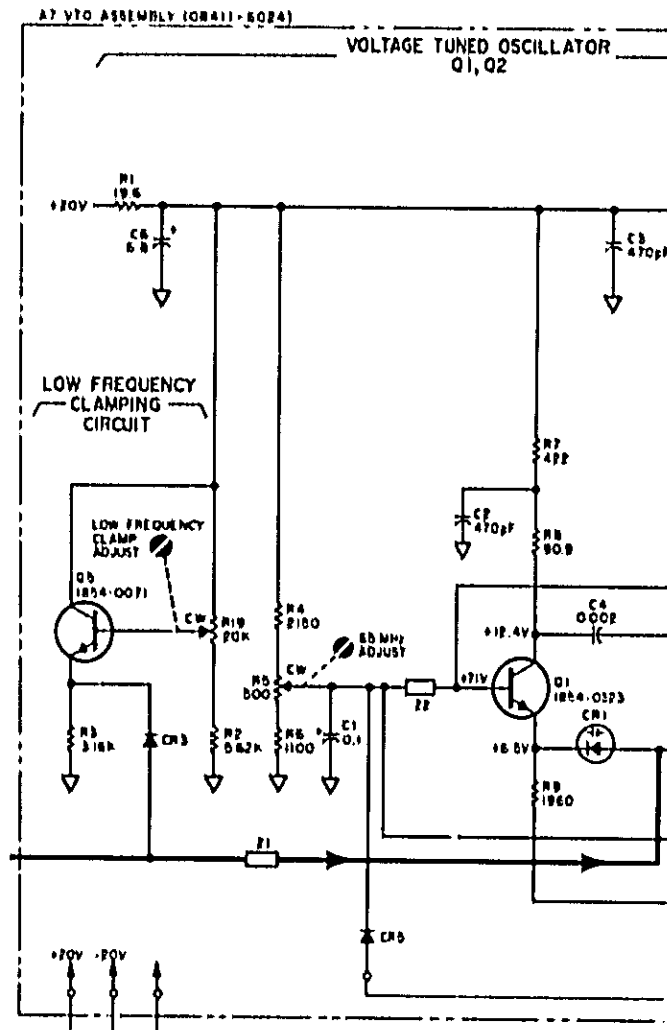 A7 VTO ASSEMBLY (08411-6024)
VOLTAGE TUNED OSCILLATOR
Q1, Q2
R1
19.6
+20V
C6
6.8
+
C3
470pF
LOW FREQUENCY
CLAMPING
CIRCUIT
R7
422
LOW FREQUENCY
CLAMP
ADJUST
C2
470pF
R8
90.9
Q5
1854-0071
CW
R19
20K
R4
2150
65 MHz
ADJUST
C4
0.002
+12.4V
R5
500
CW
+7.1V
Q1
1854-0323
CR1
R3
3.16K
CR3
R2
5.62K
R6
1100
+
C1
0.1
+6.5V
R9
1960
CR5
+20V
-20V